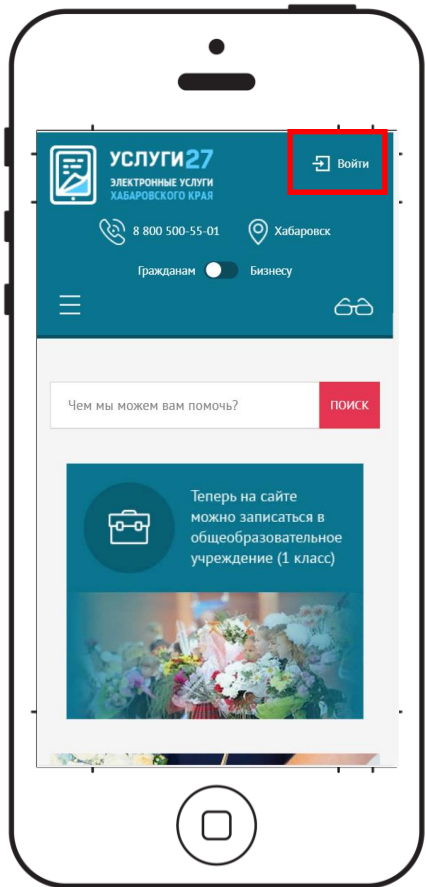 УСЛУГИ27
ЭЛЕКТРОННЫЕ УСЛУГИ
ХАБАРОВСКОГО КРАЯ
Войти
8 800 500-55-01
Хабаровск
Гражданам
Бизнесу
Чем мы можем вам помочь?
ПОИСК
Теперь на сайте
можно записаться в
общеобразовательное
учреждение (1 класс)